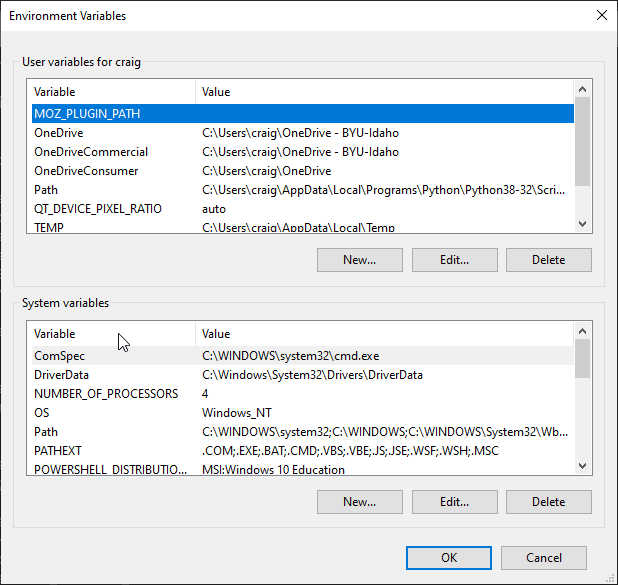 Environment Variables
User variables for craig
Variable Value
MOZ_PLUGIN_PATH
OneDrive C:\Users\craig\OneDrive - BYU-Idaho
OneDriveCommercial C:\Users\craig\OneDrive - BYU-Idaho
OneDriveConsumer C:\Users\craig\OneDrive
Path C:\Users\craig\AppData\Local\Programs\Python\Python38-32\Scri...
QT_DEVICE_PIXEL_RATIO auto
TEMP C:\Users\craig\AppData\Local\Temp
New... Edit... Delete
System variables
Variable Value
ComSpec C:\WINDOWS\system32\cmd.exe
DriverData C:\Windows\System32\Drivers\DriverData
NUMBER_OF_PROCESSORS 4
OS Windows_NT
Path C:\WINDOWS\system32;C:\WINDOWS;C:\WINDOWS\System32\Wb...
PATHEXT .COM;.EXE;.BAT;.CMD;.VBS;.VBE;.JS;.JSE;.WSF;.WSH;.MSC
POWERSHELL_DISTRIBUTIO... MSI:Windows 10 Education
New... Edit... Delete
OK Cancel